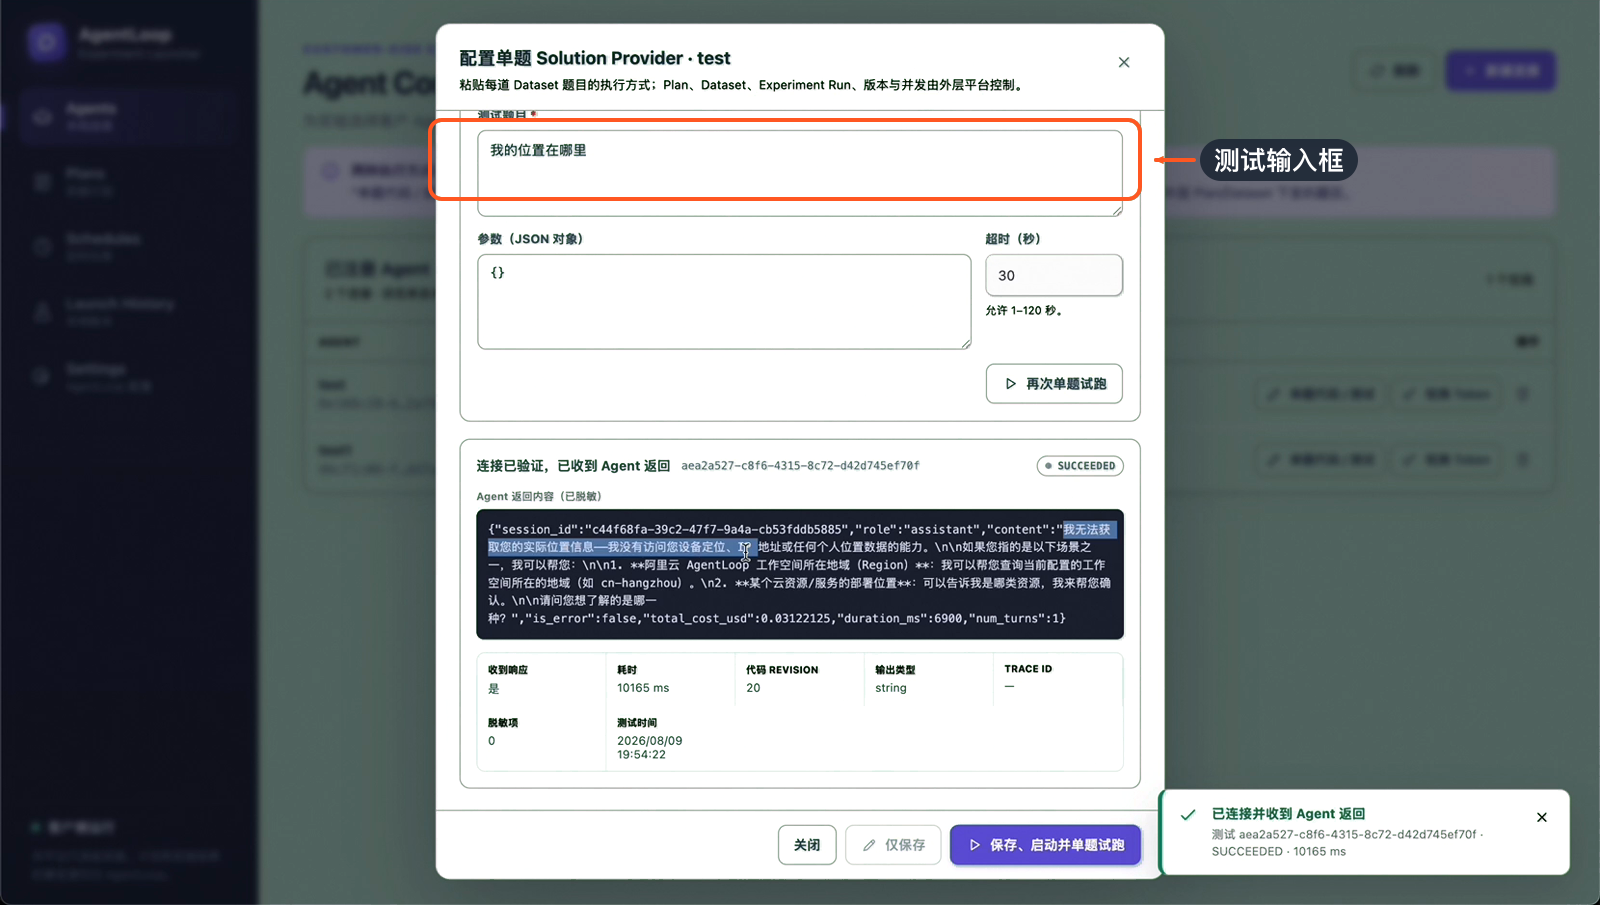 AgentLoop
Agents
Plans
Schedules
Launch History
Settings
Agent Co
配置单题 Solution Provider · test
粘贴每道 Dataset 题目的执行方式；Plan、Dataset、Experiment Run、版本与并发由外层平台控制。
测试题目 *
我的位置在哪里
测试输入框
参数（JSON 对象）
超时（秒）
{}
30
允许 1–120 秒。
再次单题试跑
连接已验证，已收到 Agent 返回 aea2a527-c8f6-4315-8c72-d42d745ef70f
SUCCEEDED
Agent 返回内容（已脱敏）
{"session_id":"c44f68fa-39c2-47f7-9a4a-cb53fddb5885","role":"assistant","content":"我无法获
取您的实际位置信息——我没有访问您设备定位、IP 地址或任何个人位置数据的能力。\n\n如果您指的是以下场景之
一，我可以帮您：\n\n1. **阿里云 AgentLoop 工作空间所在地域（Region）**：我可以帮您查询当前配置的工作
空间所在的地域（如 cn-hangzhou）。\n2. **某个云资源/服务的部署位置**：可以告诉我是哪类资源，我来帮您确
认。\n\n请问您想了解的是哪一
种？","is_error":false,"total_cost_usd":0.03122125,"duration_ms":6900,"num_turns":1}
收到响应
是
耗时
10165 ms
代码 REVISION
20
输出类型
string
TRACE ID
—
脱敏项
0
测试时间
2026/08/09
19:54:22
关闭
仅保存
保存、启动并单题试跑
已连接并收到 Agent 返回
测试 aea2a527-c8f6-4315-8c72-d42d745ef70f ·
SUCCEEDED · 10165 ms